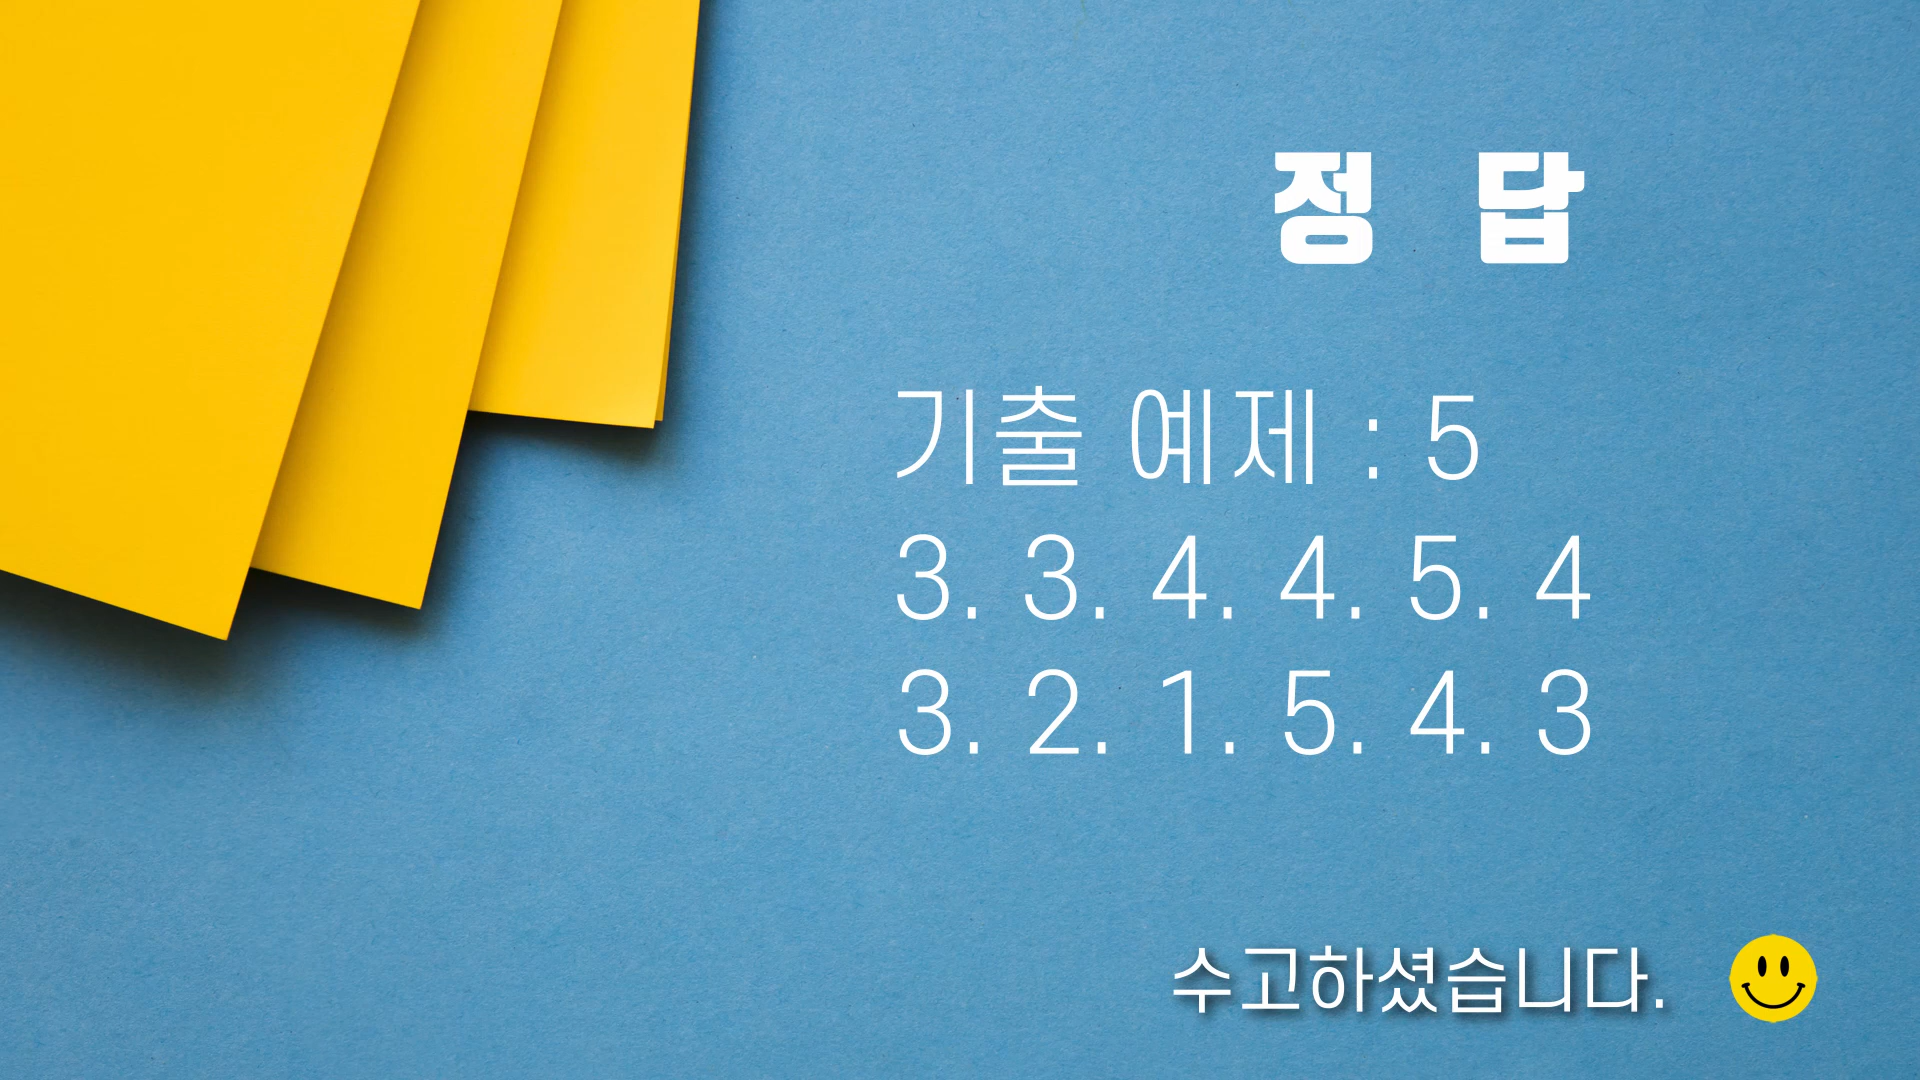 정 답
기출 예제 : 5
3. 3. 4. 4. 5. 4
3. 2. 1. 5. 4. 3
수고하셨습니다.